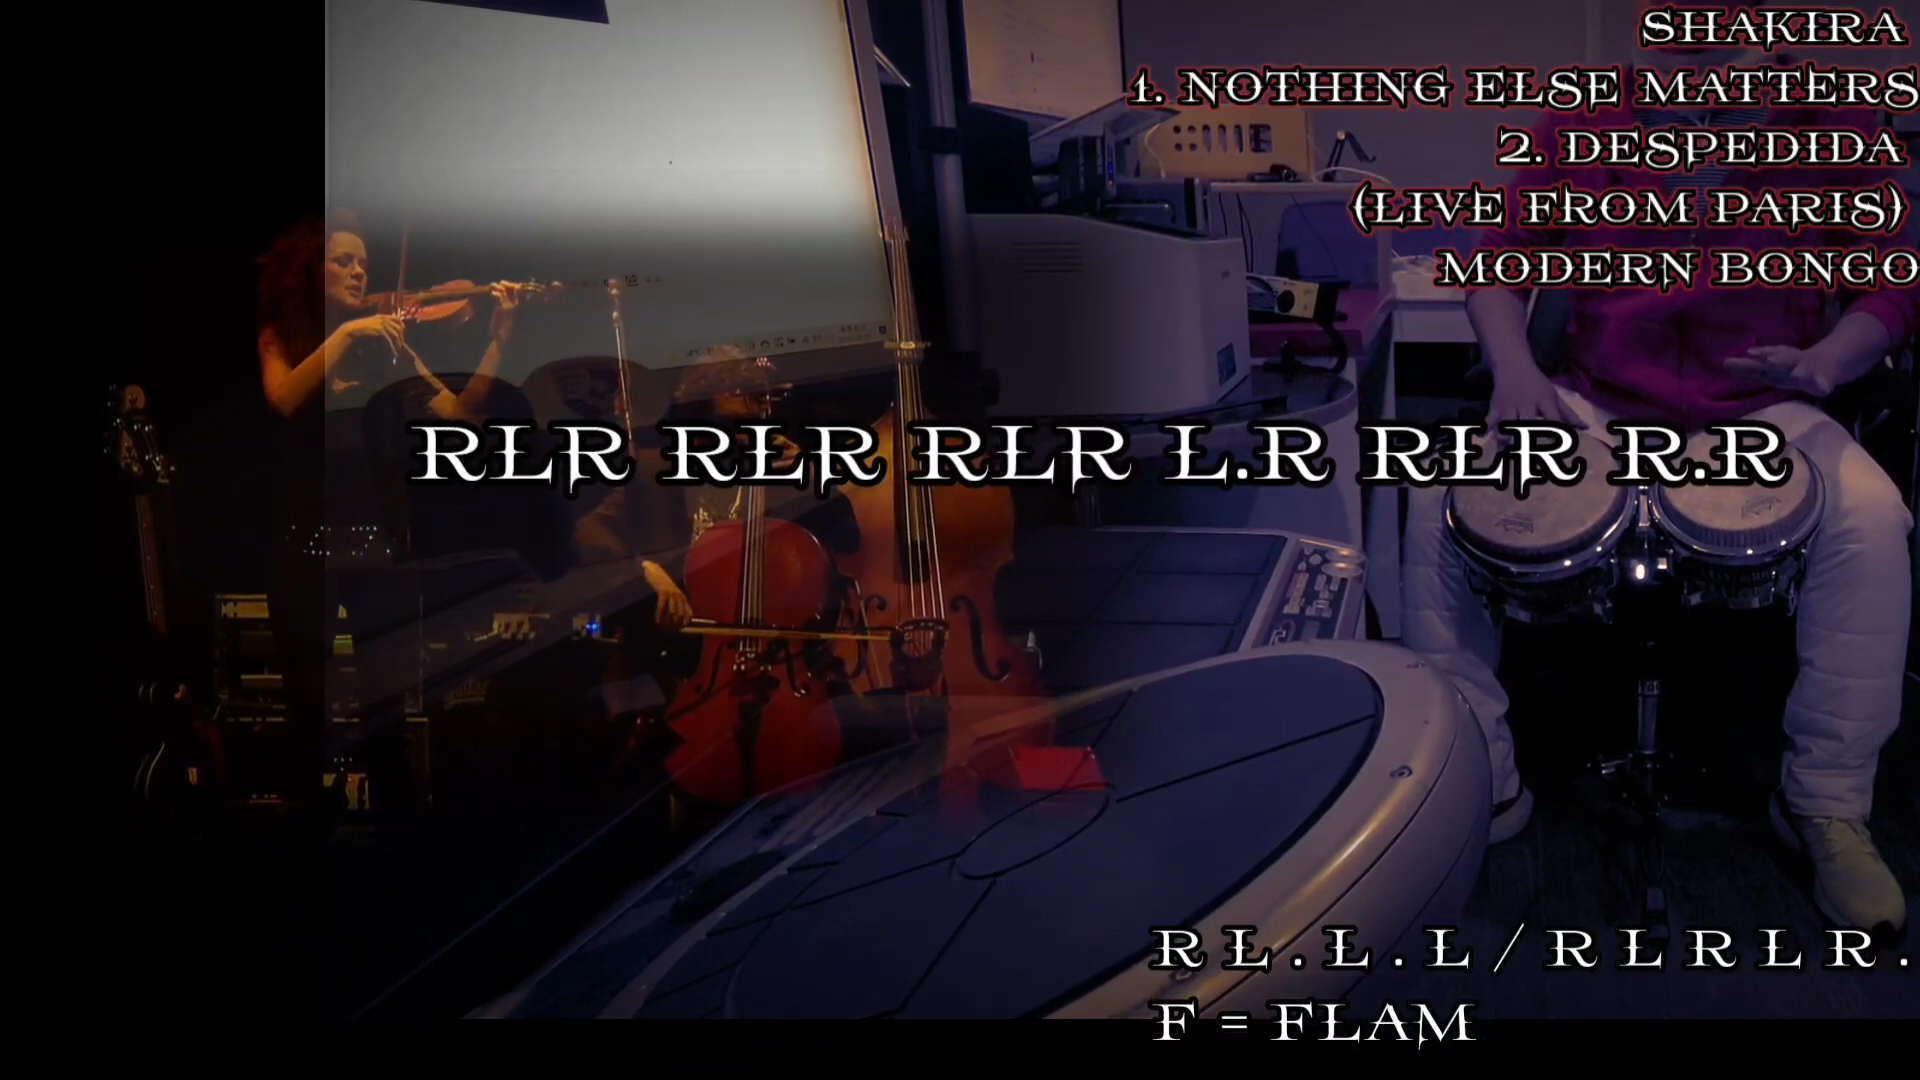 SHAKIRA
1. NOTHING ELSE MATTERS
2. DESPEDIDA
(LIVE FROM PARIS)
MODERN BONGO
RLR RLR RLR L.R RLR R.R
R L . L . L / R L R L R .
F = FLAM